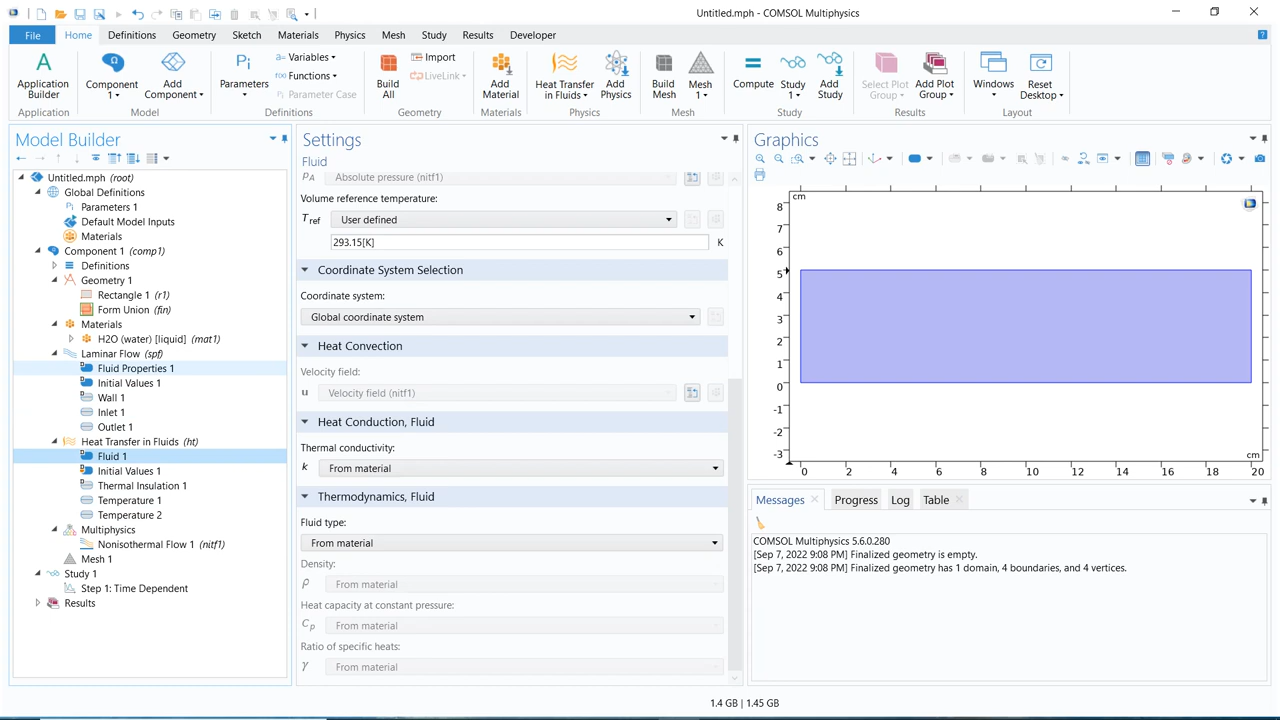 Untitled.mph - COMSOL Multiphysics
File Home Definitions Geometry Sketch Materials Physics Mesh Study Results Developer
Application Builder
Component 1
Add Component
Pi Parameters
a= Variables
f(x) Functions
Pi Parameter Case
Build All
Import
LiveLink
Add Material
Heat Transfer in Fluids
Add Physics
Build Mesh
Mesh 1
Compute
Study 1
Add Study
Select Plot Group
Add Plot Group
Windows
Reset Desktop
Application Model Definitions Geometry Materials Physics Mesh Study Results Layout
Model Builder
Untitled.mph (root)
Global Definitions
Pi Parameters 1
Default Model Inputs
Materials
Component 1 (comp1)
Definitions
Geometry 1
Rectangle 1 (r1)
Form Union (fin)
Materials
H2O (water) [liquid] (mat1)
Laminar Flow (spf)
Fluid Properties 1
Initial Values 1
Wall 1
Inlet 1
Outlet 1
Heat Transfer in Fluids (ht)
Fluid 1
Initial Values 1
Thermal Insulation 1
Temperature 1
Temperature 2
Multiphysics
Nonisothermal Flow 1 (nitf1)
Mesh 1
Study 1
Step 1: Time Dependent
Results
Settings
Fluid
pA Absolute pressure (nitf1)
Volume reference temperature:
Tref User defined
293.15[K] K
Coordinate System Selection
Coordinate system:
Global coordinate system
Heat Convection
Velocity field:
u Velocity field (nitf1)
Heat Conduction, Fluid
Thermal conductivity:
k From material
Thermodynamics, Fluid
Fluid type:
From material
Density:
ρ From material
Heat capacity at constant pressure:
Cp From material
Ratio of specific heats:
γ From material
Graphics
cm
8
7
6
5
4
3
2
1
0
-1
-2
-3
cm
0 2 4 6 8 10 12 14 16 18 20
Messages Progress Log Table
COMSOL Multiphysics 5.6.0.280
[Sep 7, 2022 9:08 PM] Finalized geometry is empty.
[Sep 7, 2022 9:08 PM] Finalized geometry has 1 domain, 4 boundaries, and 4 vertices.
1.4 GB | 1.45 GB